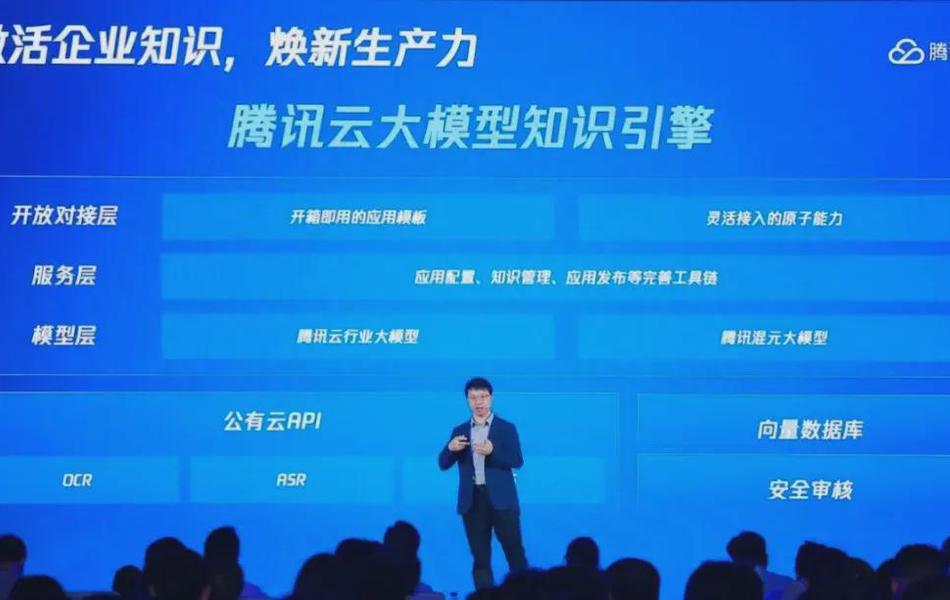 活企业知识，焕新生产力
腾
腾讯云大模型知识引擎
开放对接层 开箱即用的应用模板 灵活接入的原子能力
服务层 应用配置、知识管理、应用发布等完善工具链
模型层 腾讯云行业大模型 腾讯混元大模型
公有云API 向量数据库
OCR ASR 安全审核